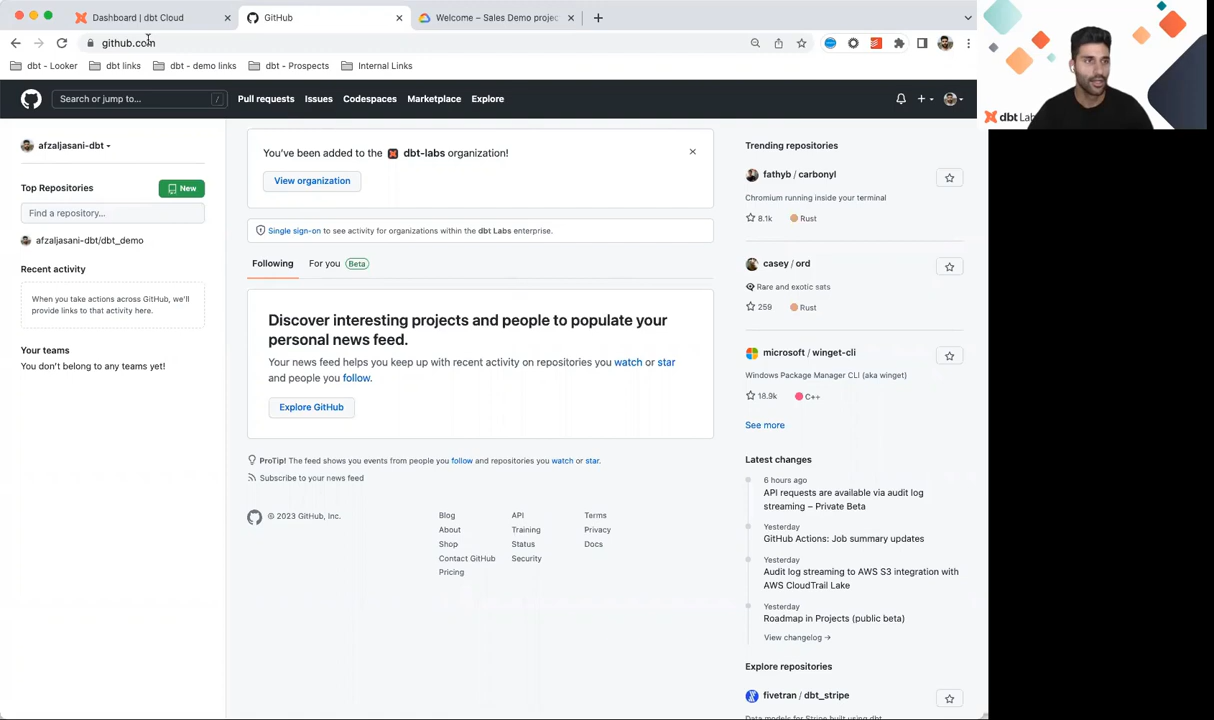 Dashboard | dbt Cloud
GitHub
Welcome – Sales Demo projec
github.com
dbt - Looker
dbt links
dbt - demo links
dbt - Prospects
Internal Links
Search or jump to...
/
Pull requests
Issues
Codespaces
Marketplace
Explore
dbt Lab
afzaljasani-dbt
Top Repositories
New
Find a repository...
afzaljasani-dbt/dbt_demo
Recent activity
When you take actions across GitHub, we'll
provide links to that activity here.
Your teams
You don't belong to any teams yet!
You've been added to the dbt-labs organization!
View organization
Single sign-on to see activity for organizations within the dbt Labs enterprise.
Following
For you Beta
Discover interesting projects and people to populate your
personal news feed.
Your news feed helps you keep up with recent activity on repositories you watch or star
and people you follow.
Explore GitHub
ProTip! The feed shows you events from people you follow and repositories you watch or star.
Subscribe to your news feed
© 2023 GitHub, Inc.
Blog
About
Shop
Contact GitHub
Pricing
API
Training
Status
Security
Terms
Privacy
Docs
Trending repositories
fathyb / carbonyl
Chromium running inside your terminal
8.1k Rust
casey / ord
Rare and exotic sats
259 Rust
microsoft / winget-cli
Windows Package Manager CLI (aka winget)
18.9k C++
See more
Latest changes
6 hours ago
API requests are available via audit log
streaming – Private Beta
Yesterday
GitHub Actions: Job summary updates
Yesterday
Audit log streaming to AWS S3 integration with
AWS CloudTrail Lake
Yesterday
Roadmap in Projects (public beta)
View changelog →
Explore repositories
fivetran / dbt_stripe
Data models for Stripe built using dbt